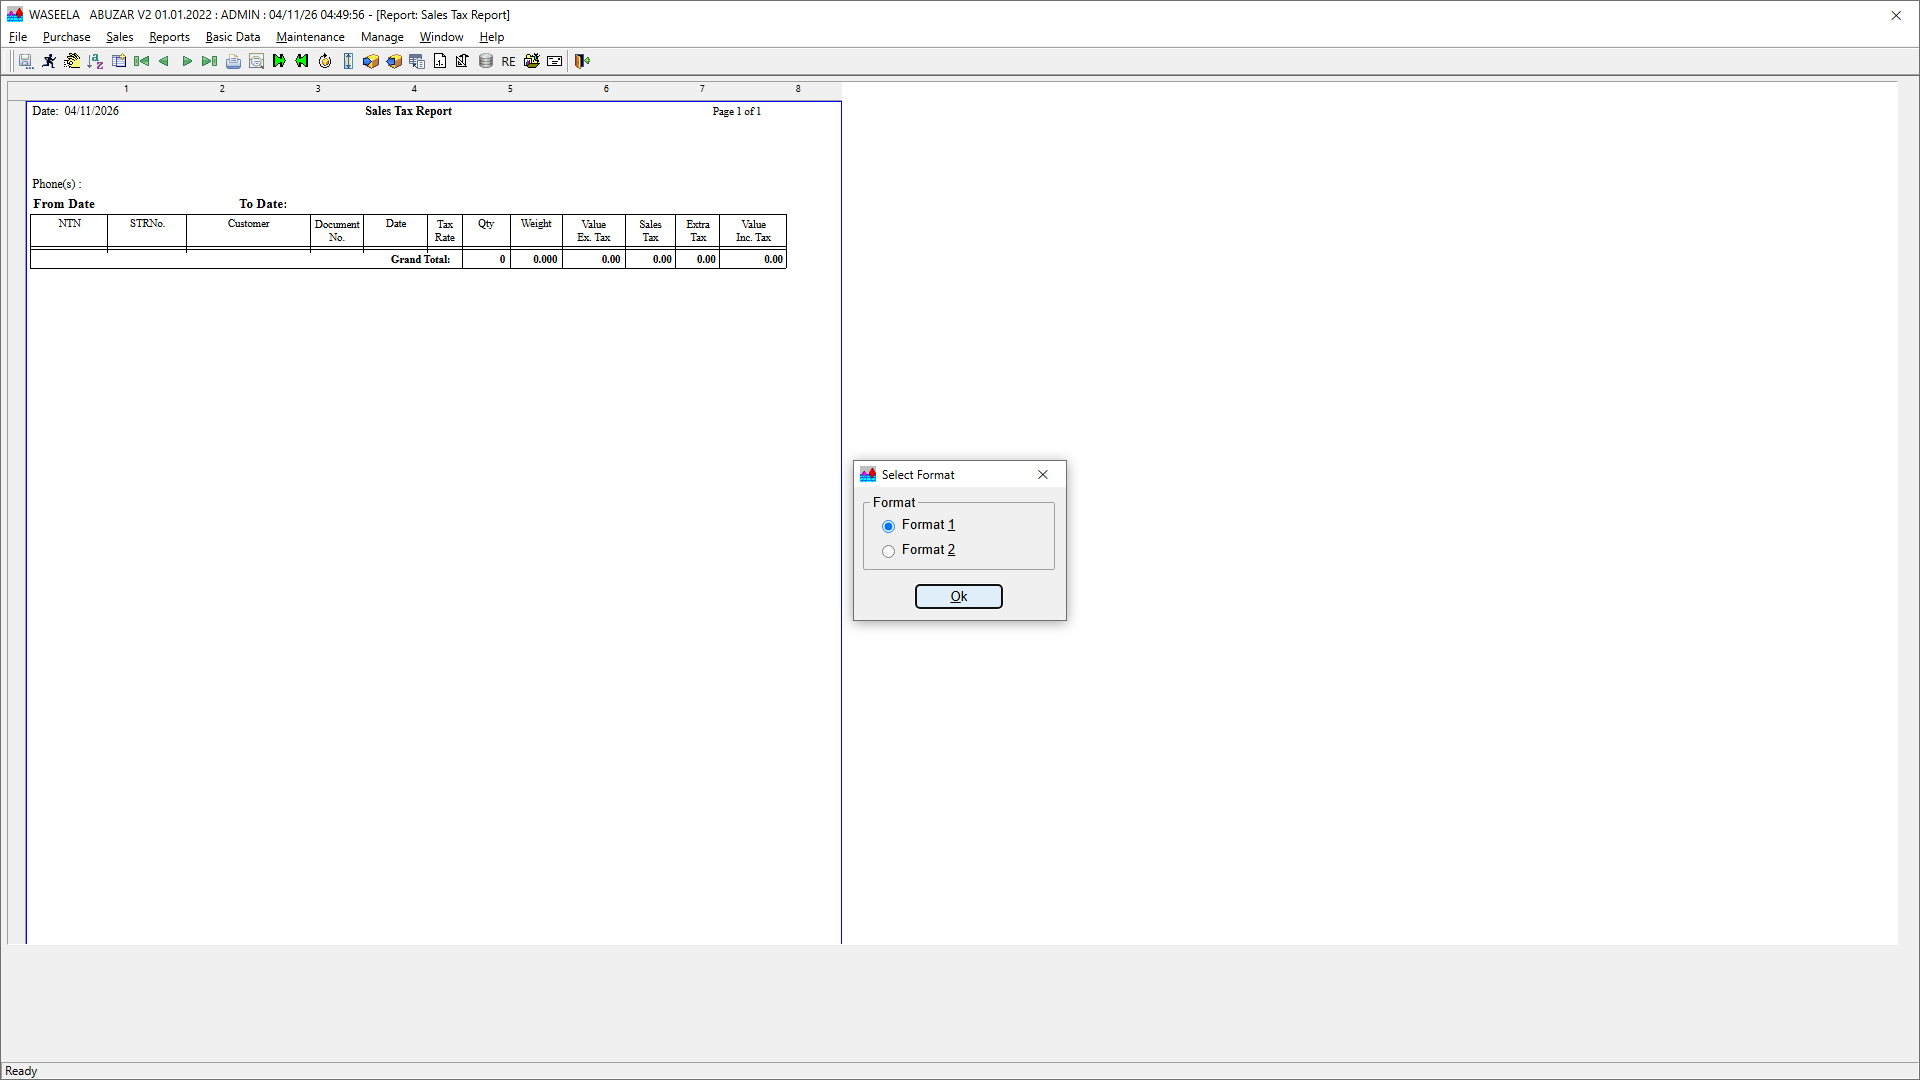 WASEELA   ABUZAR V2 01.01.2022 : ADMIN : 04/11/26 04:49:56 - [Report: Sales Tax Report]
File Purchase Sales Reports Basic Data Maintenance Manage Window Help
RE
1 2 3 4 5 6 7 8
Date: 04/11/2026 Sales Tax Report Page 1 of 1
Phone(s) :
From Date To Date:
NTN STRNo. Customer Document No. Date Tax Rate Qty Weight Value Ex. Tax Sales Tax Extra Tax Value Inc. Tax
Grand Total: 0 0.000 0.00 0.00 0.00 0.00
Select Format
Format
Format 1
Format 2
Ok
Ready